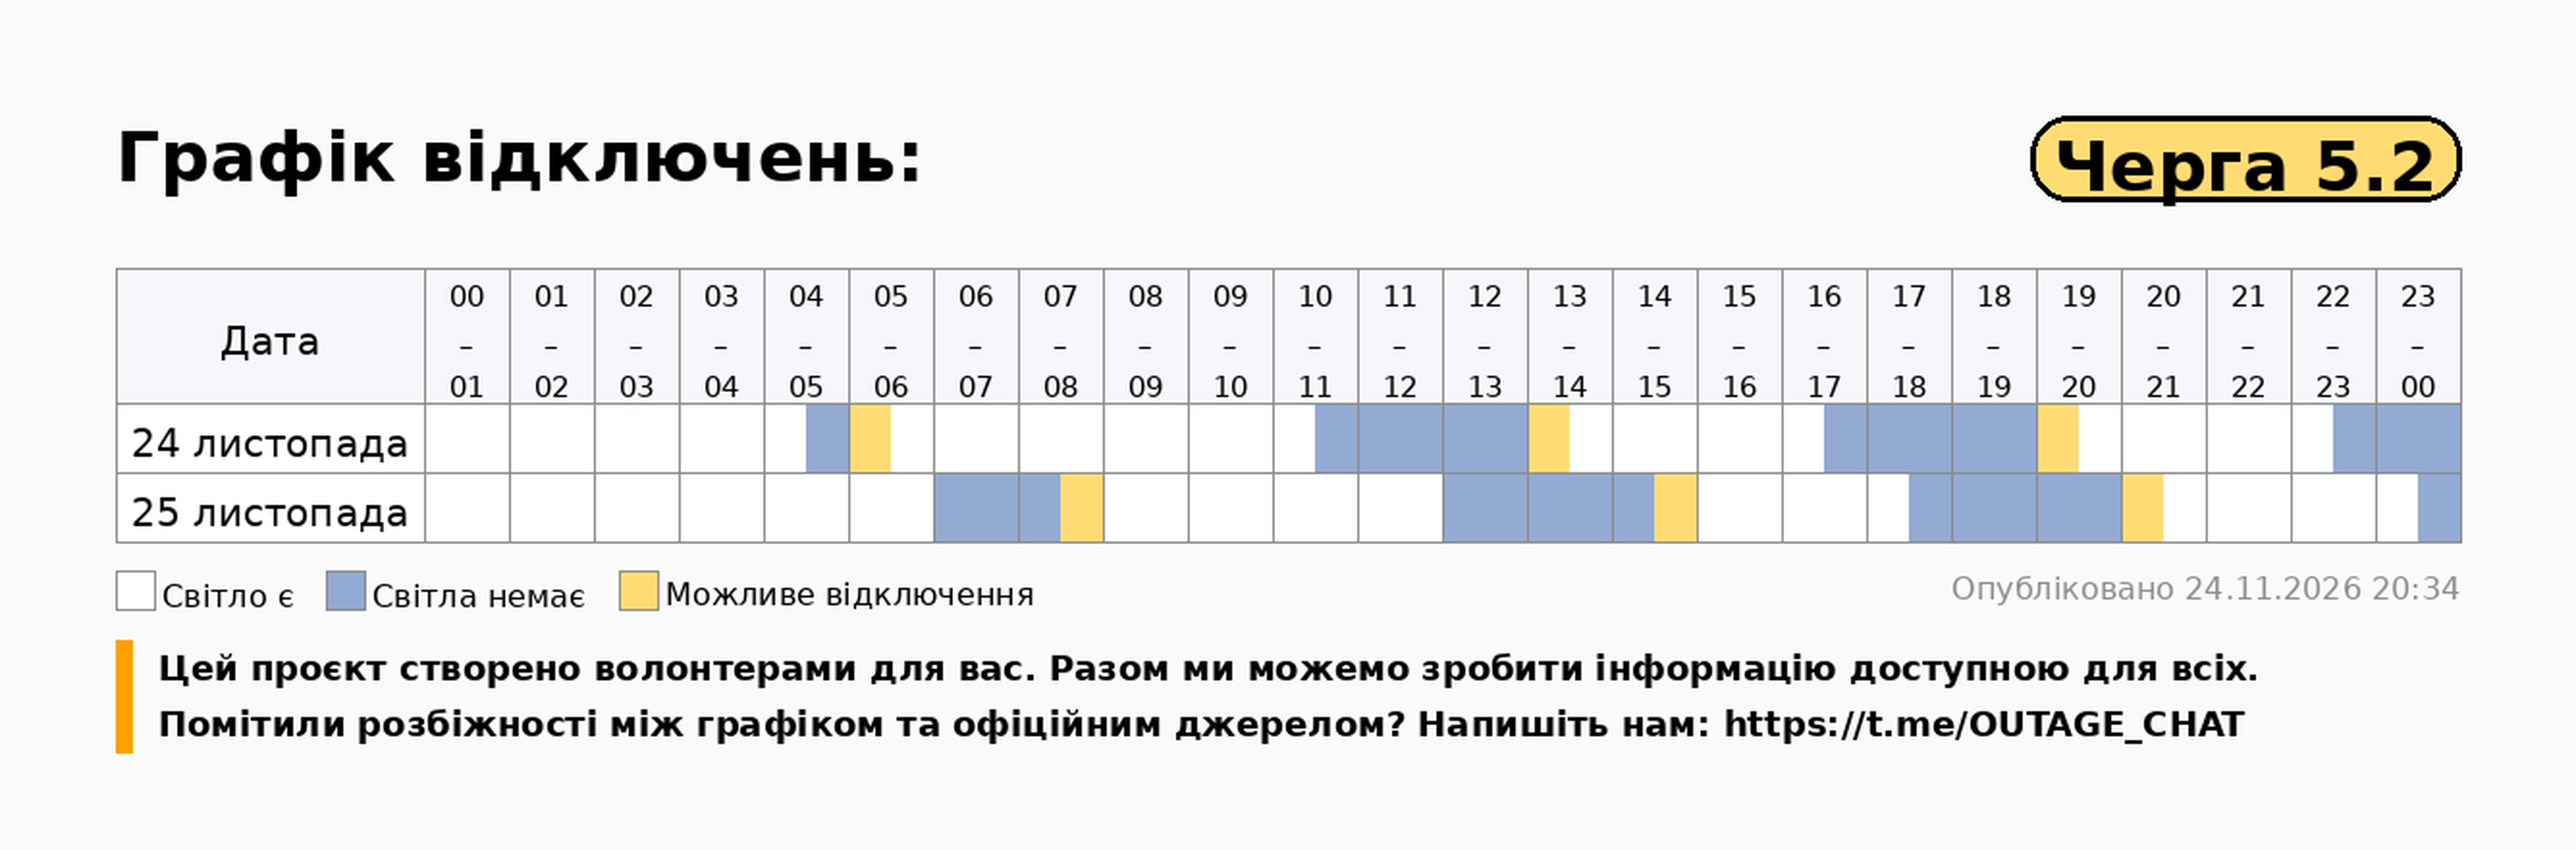 Графік відключень:
Черга 5.2
Дата
00 – 01
01 – 02
02 – 03
03 – 04
04 – 05
05 – 06
06 – 07
07 – 08
08 – 09
09 – 10
10 – 11
11 – 12
12 – 13
13 – 14
14 – 15
15 – 16
16 – 17
17 – 18
18 – 19
19 – 20
20 – 21
21 – 22
22 – 23
23 – 00
24 листопада
25 листопада
Світло є
Світла немає
Можливе відключення
Опубліковано 24.11.2026 20:34
Цей проєкт створено волонтерами для вас. Разом ми можемо зробити інформацію доступною для всіх.
Помітили розбіжності між графіком та офіційним джерелом? Напишіть нам: https://t.me/OUTAGE_CHAT